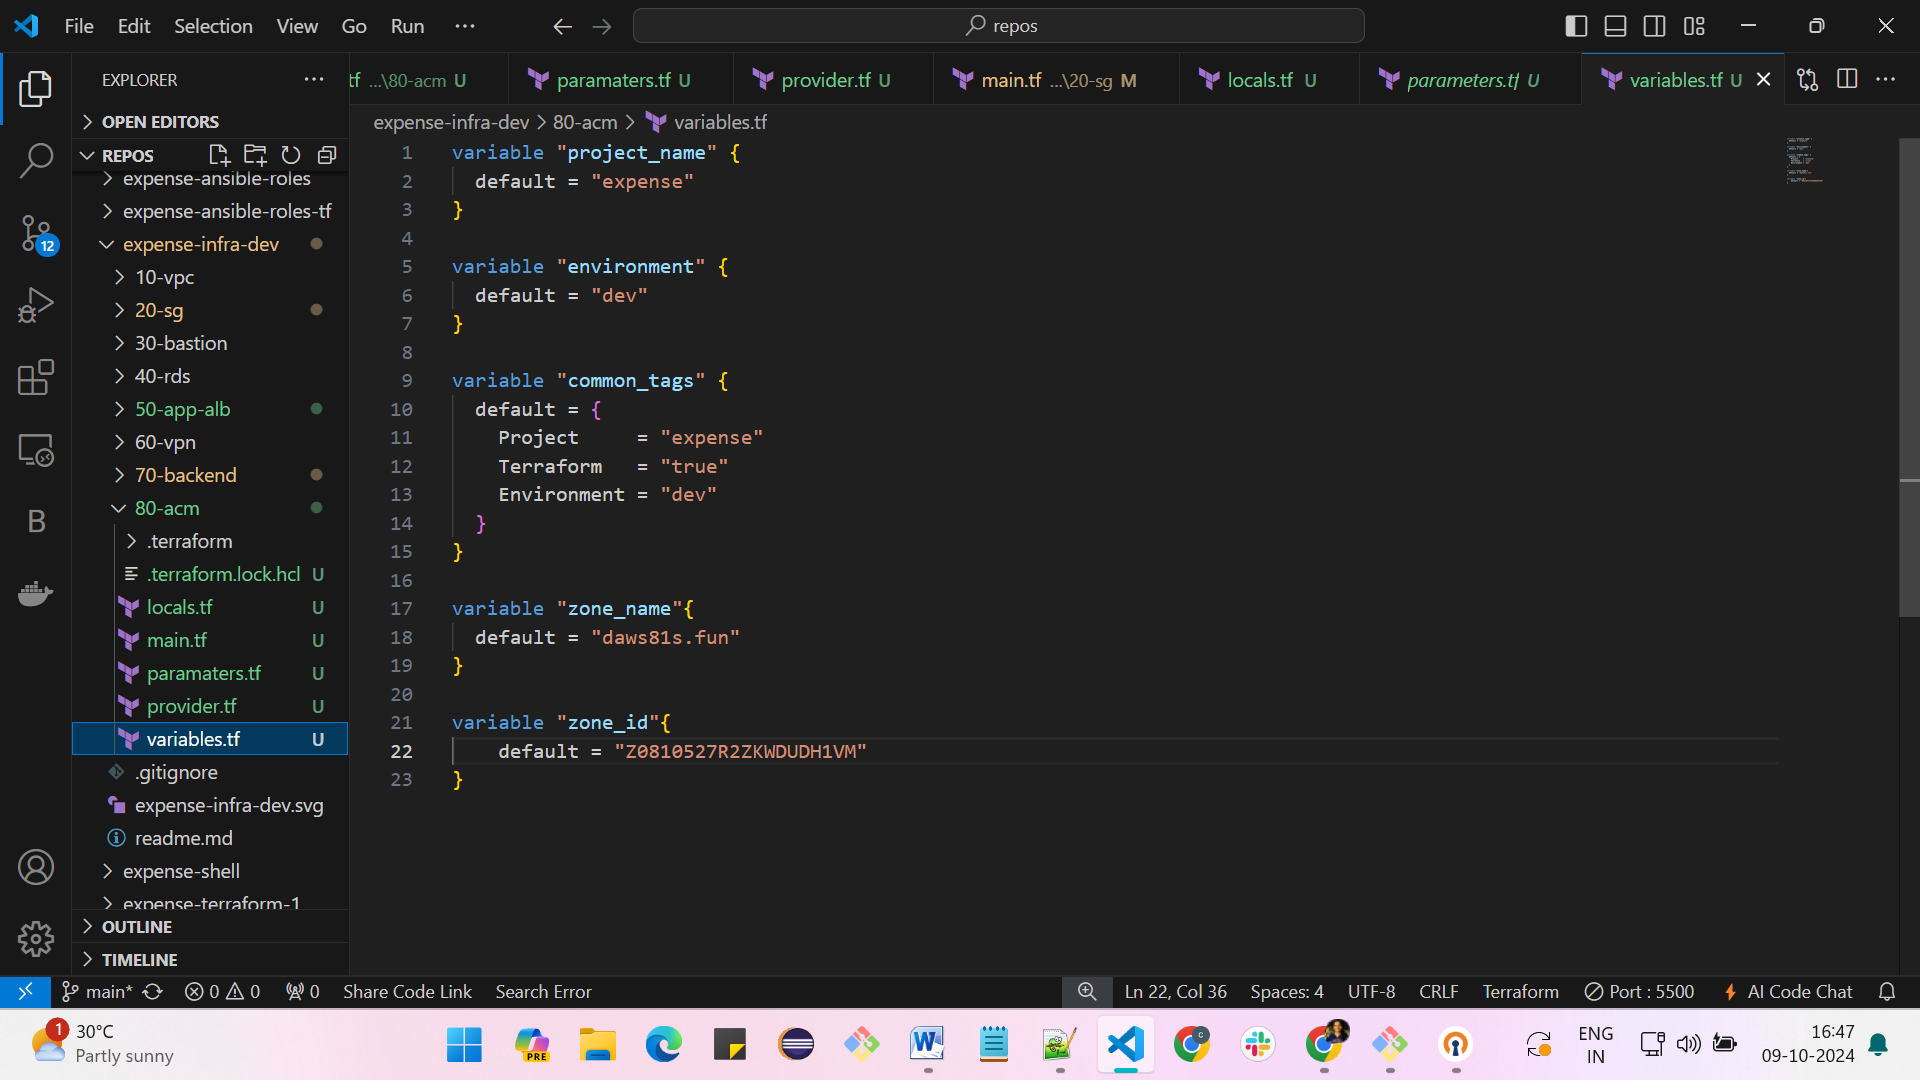 File Edit Selection View Go Run ···
repos
EXPLORER ···
tf ...\80-acm U
paramaters.tf U
provider.tf U
main.tf ...\20-sg M
locals.tf U
parameters.tf U
variables.tf U
OPEN EDITORS
REPOS
expense-ansible-roles
expense-ansible-roles-tf
expense-infra-dev
10-vpc
20-sg
30-bastion
40-rds
50-app-alb
60-vpn
70-backend
80-acm
.terraform
.terraform.lock.hcl U
locals.tf U
main.tf U
paramaters.tf U
provider.tf U
variables.tf U
.gitignore
expense-infra-dev.svg
readme.md
expense-shell
expense-terraform-1
OUTLINE
TIMELINE
12
B
expense-infra-dev > 80-acm > variables.tf
1 variable "project_name" {
2 default = "expense"
3 }
4
5 variable "environment" {
6 default = "dev"
7 }
8
9 variable "common_tags" {
10 default = {
11 Project     = "expense"
12 Terraform   = "true"
13 Environment = "dev"
14 }
15 }
16
17 variable "zone_name"{
18 default = "daws81s.fun"
19 }
20
21 variable "zone_id"{
22 default = "Z0810527R2ZKWDUDH1VM"
23 }
main* 0 0 0 Share Code Link Search Error Ln 22, Col 36 Spaces: 4 UTF-8 CRLF Terraform Port : 5500 AI Code Chat
1
30°C
Partly sunny
PRE
W
C
ENG
IN
16:47
09-10-2024